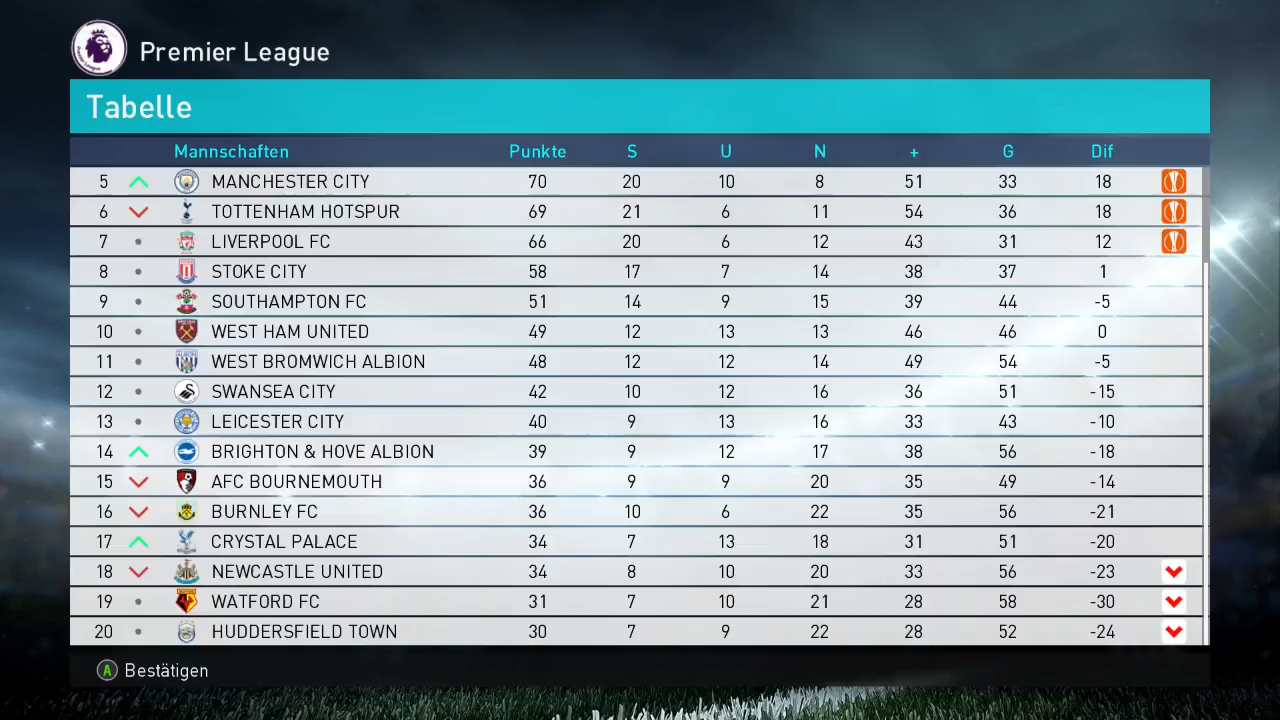 Premier League
Tabelle
Mannschaften Punkte S U N + G Dif
5 MANCHESTER CITY 70 20 10 8 51 33 18
6 TOTTENHAM HOTSPUR 69 21 6 11 54 36 18
7 LIVERPOOL FC 66 20 6 12 43 31 12
8 STOKE CITY 58 17 7 14 38 37 1
9 SOUTHAMPTON FC 51 14 9 15 39 44 -5
10 WEST HAM UNITED 49 12 13 13 46 46 0
11 WEST BROMWICH ALBION 48 12 12 14 49 54 -5
12 SWANSEA CITY 42 10 12 16 36 51 -15
13 LEICESTER CITY 40 9 13 16 33 43 -10
14 BRIGHTON & HOVE ALBION 39 9 12 17 38 56 -18
15 AFC BOURNEMOUTH 36 9 9 20 35 49 -14
16 BURNLEY FC 36 10 6 22 35 56 -21
17 CRYSTAL PALACE 34 7 13 18 31 51 -20
18 NEWCASTLE UNITED 34 8 10 20 33 56 -23
19 WATFORD FC 31 7 10 21 28 58 -30
20 HUDDERSFIELD TOWN 30 7 9 22 28 52 -24
A Bestätigen